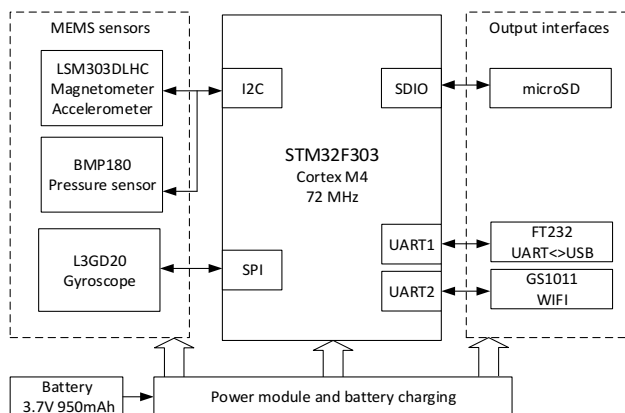 MEMS sensors
LSM303DLHC
Magnetometer
Accelerometer
BMP180
Pressure sensor
L3GD20
Gyroscope
I2C
SPI
STM32F303
Cortex M4
72 MHz
SDIO
UART1
UART2
Output interfaces
microSD
FT232
UART<>USB
GS1011
WIFI
Battery
3.7V 950mAh
Power module and battery charging